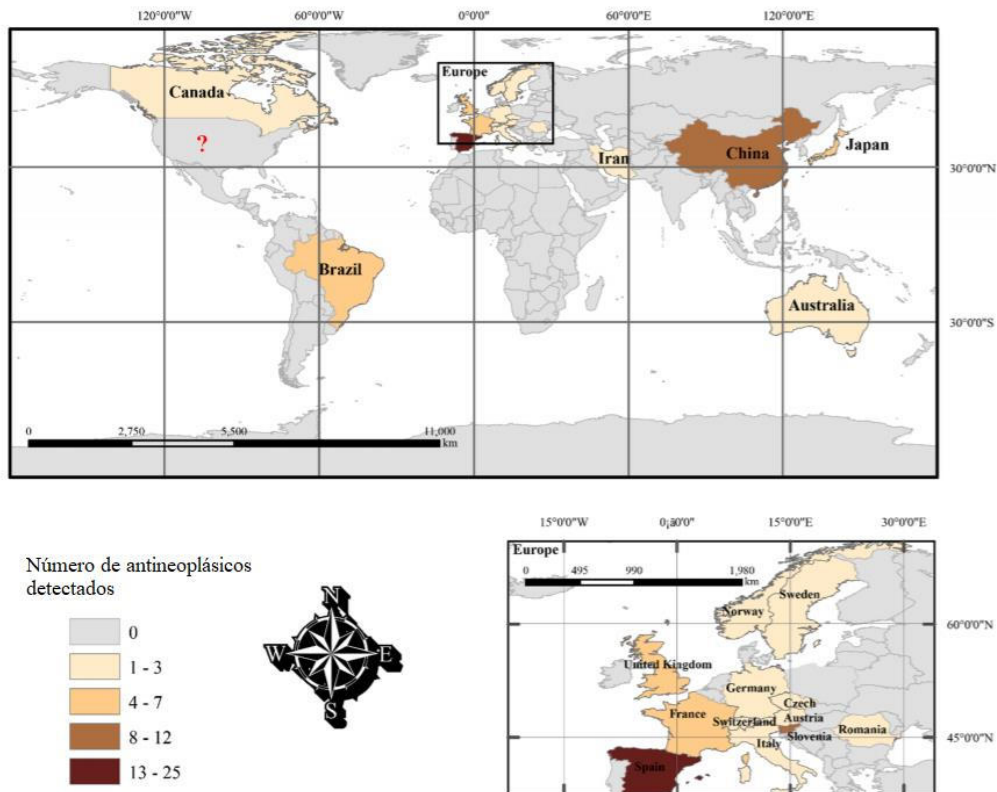 120°0'0"W 60°0'0"W 0°0'0" 60°0'0"E 120°0'0"E
Europe
Canada
?
Iran
China
Japan
30°0'0"N
Brazil
Australia
30°0'0"S
0 2,750 5,500 11,000
km
15°0'0"W 15°0'0"E 30°0'0"E
Europe
0 495 990 1,980
km
Número de antineoplásicos
detectados
0
1 - 3
4 - 7
8 - 12
13 - 25
N
W E
S
Sweden
Norway
60°0'0"N
United Kingdom
Germany
Czech
France
Switzerland
Austria
Slovenia
Romania
45°0'0"N
Italy
Spain